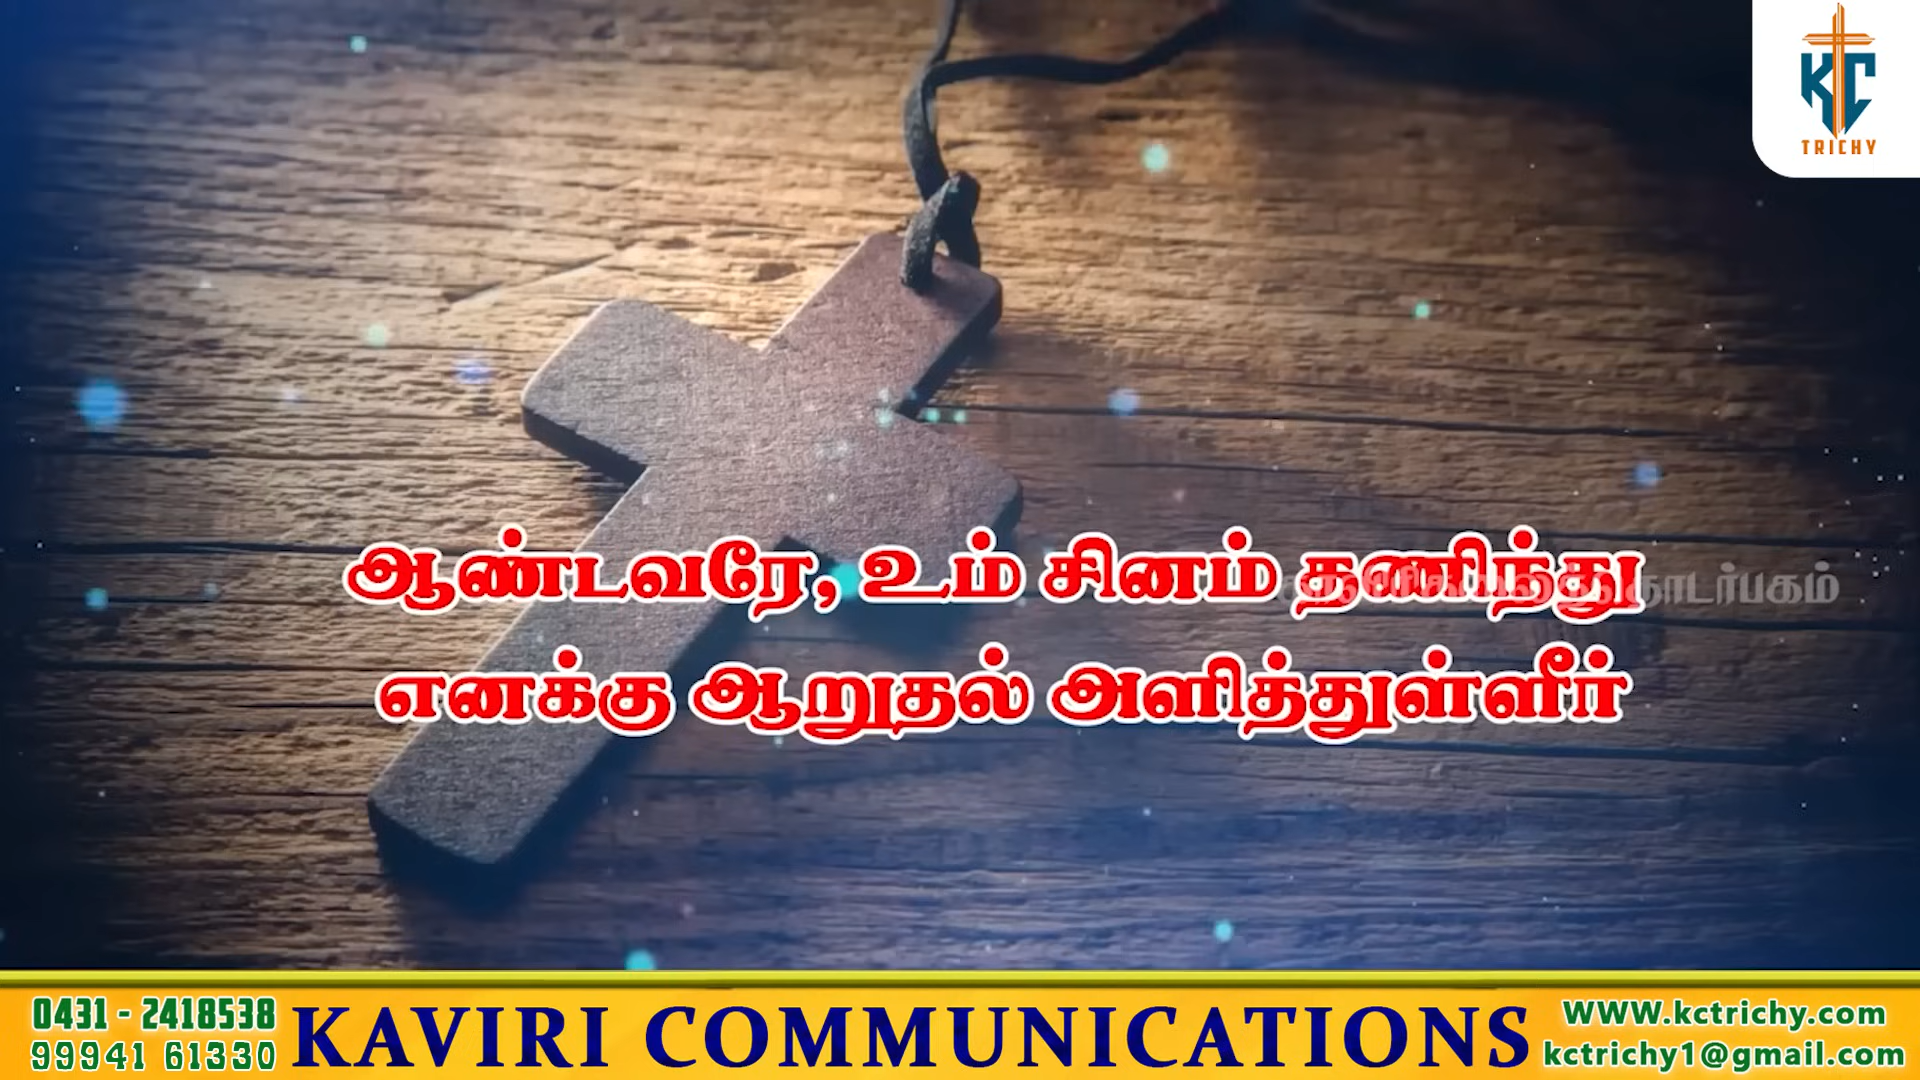 KC
TRICHY
ஆண்டவரே, உம் சினம் தணிந்து
எனக்கு ஆறுதல் அளித்துள்ளீர்
0431 - 2418538
99941 61330
KAVIRI COMMUNICATIONS
www.kctrichy.com
kctrichy1@gmail.com